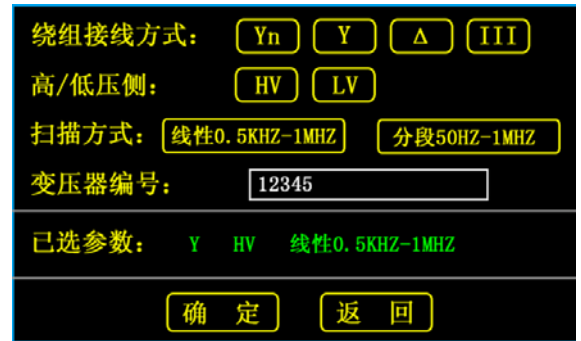 绕组接线方式： Yn Y Δ III
高/低压侧： HV LV
扫描方式： 线性0.5KHZ-1MHZ 分段50HZ-1MHZ
变压器编号： 12345
已选参数： Y HV 线性0.5KHZ-1MHZ
确 定 返 回